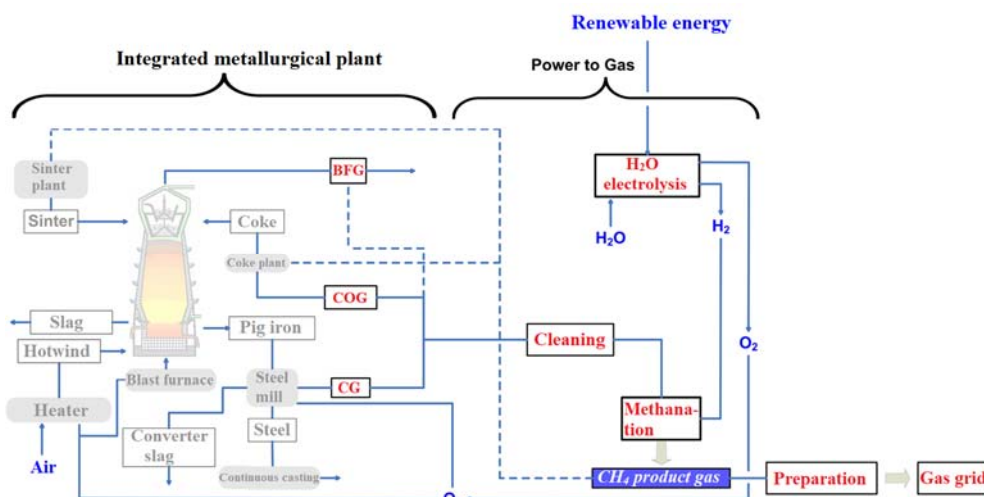 Renewable energy
Integrated metallurgical plant
Power to Gas
Sinter
plant
BFG
H₂O
electrolysis
Sinter
Coke
H₂O
H₂
Coke plant
COG
Slag
Pig iron
Hotwind
Cleaning
O₂
Blast furnace
Steel
mill
CG
Heater
Methana-
tion
Converter
slag
Steel
Air
Continuous casting
CH₄ product gas
Preparation
Gas grid